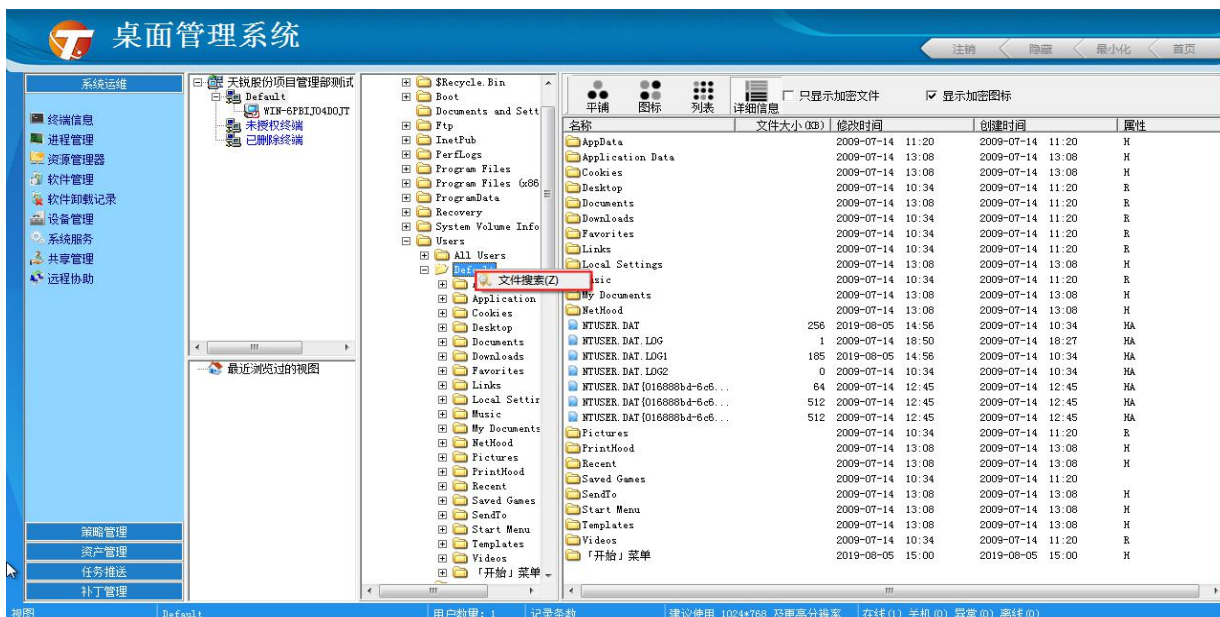 桌面管理系统
注销 隐藏 最小化 首页
系统运维
终端信息
进程管理
资源管理器
软件管理
软件卸载记录
设备管理
系统服务
共享管理
远程协助
策略管理
资产管理
任务推送
补丁管理
天锐股份项目管理部测试
Default
WIN-6PBIJO4DOJT
未授权终端
已删除终端
最近浏览过的视图
$Recycle.Bin
Boot
Documents and Sett
Ftp
InetPub
PerfLogs
Program Files
Program Files (x86
ProgramData
Recovery
System Volume Info
Users
All Users
文件搜索(Z)
Application
Cookies
Desktop
Documents
Downloads
Favorites
Links
Local Settir
Music
My Documents
NetHood
Pictures
PrintHood
Recent
Saved Games
SendTo
Start Menu
Templates
Videos
「开始」菜单
平铺 图标 列表 详细信息 只显示加密文件 显示加密图标
名称 文件大小(KB) 修改时间 创建时间 属性
AppData 2009-07-14 11:20 2009-07-14 11:20 H
Application Data 2009-07-14 13:08 2009-07-14 13:08 H
Cookies 2009-07-14 13:08 2009-07-14 13:08 H
Desktop 2009-07-14 10:34 2009-07-14 11:20 R
Documents 2009-07-14 13:08 2009-07-14 11:20 R
Downloads 2009-07-14 10:34 2009-07-14 11:20 R
Favorites 2009-07-14 10:34 2009-07-14 11:20 R
Links 2009-07-14 10:34 2009-07-14 11:20 R
Local Settings 2009-07-14 13:08 2009-07-14 13:08 H
sic 2009-07-14 10:34 2009-07-14 11:20 R
My Documents 2009-07-14 13:08 2009-07-14 13:08 H
NetHood 2009-07-14 13:08 2009-07-14 13:08 H
NTUSER.DAT 256 2019-08-05 14:56 2009-07-14 10:34 HA
NTUSER.DAT.LOG 1 2009-07-14 18:50 2009-07-14 18:27 HA
NTUSER.DAT.LOG1 185 2019-08-05 14:56 2009-07-14 10:34 HA
NTUSER.DAT.LOG2 0 2009-07-14 10:34 2009-07-14 10:34 HA
NTUSER.DAT{016888bd-6c6... 64 2009-07-14 12:45 2009-07-14 12:45 HA
NTUSER.DAT{016888bd-6c6... 512 2009-07-14 12:45 2009-07-14 12:45 HA
NTUSER.DAT{016888bd-6c6... 512 2009-07-14 12:45 2009-07-14 12:45 HA
Pictures 2009-07-14 10:34 2009-07-14 11:20 R
PrintHood 2009-07-14 13:08 2009-07-14 13:08 H
Recent 2009-07-14 13:08 2009-07-14 13:08 H
Saved Games 2009-07-14 10:34 2009-07-14 11:20
SendTo 2009-07-14 13:08 2009-07-14 13:08 H
Start Menu 2009-07-14 13:08 2009-07-14 13:08 H
Templates 2009-07-14 13:08 2009-07-14 13:08 H
Videos 2009-07-14 10:34 2009-07-14 11:20 R
「开始」菜单 2019-08-05 15:00 2019-08-05 15:00 H
视图 Default 用户数里: 1 记录条数 建议使用 1024*768 及更高分辨率 在线(1) 关机(0) 异常(0) 离线(0)